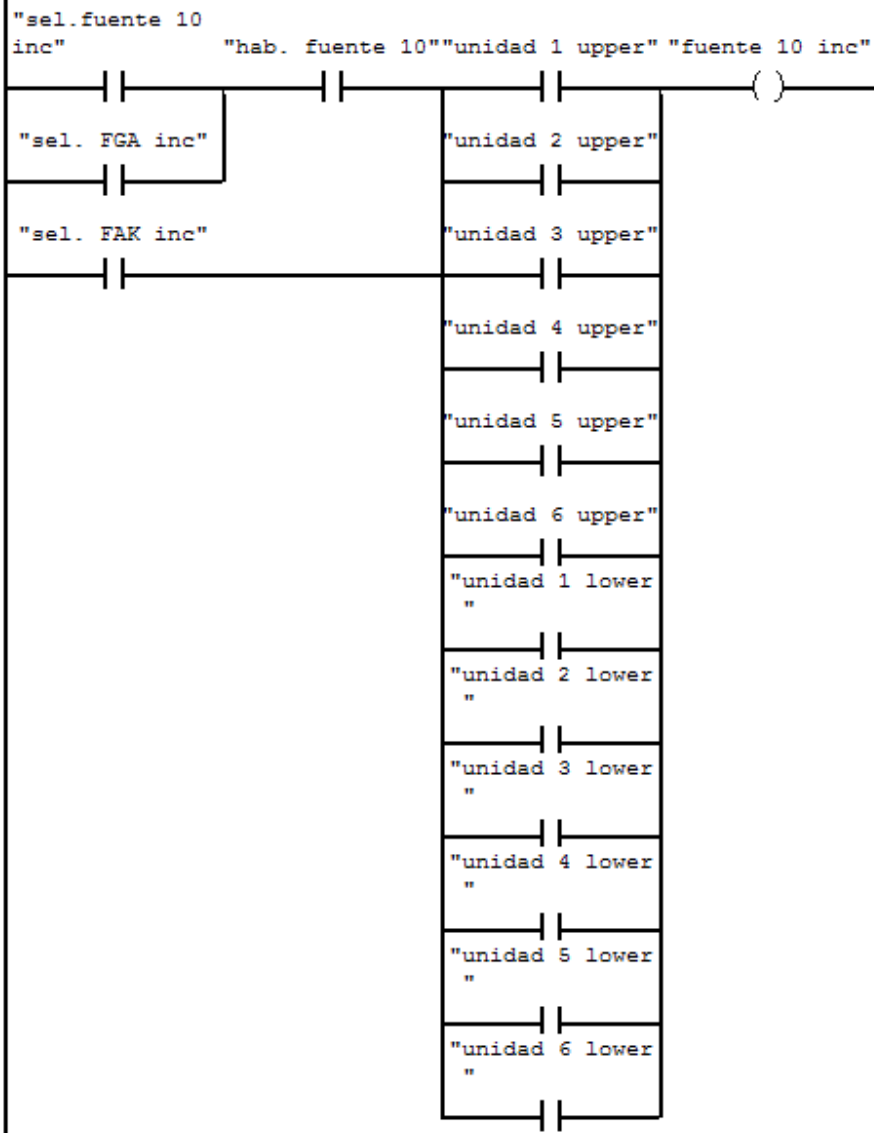 "sel.fuente 10
inc"
"hab. fuente 10"
"unidad 1 upper"
"fuente 10 inc"
"sel. FGA inc"
"unidad 2 upper"
"sel. FAK inc"
"unidad 3 upper"
"unidad 4 upper"
"unidad 5 upper"
"unidad 6 upper"
"unidad 1 lower
"
"unidad 2 lower
"
"unidad 3 lower
"
"unidad 4 lower
"
"unidad 5 lower
"
"unidad 6 lower
"